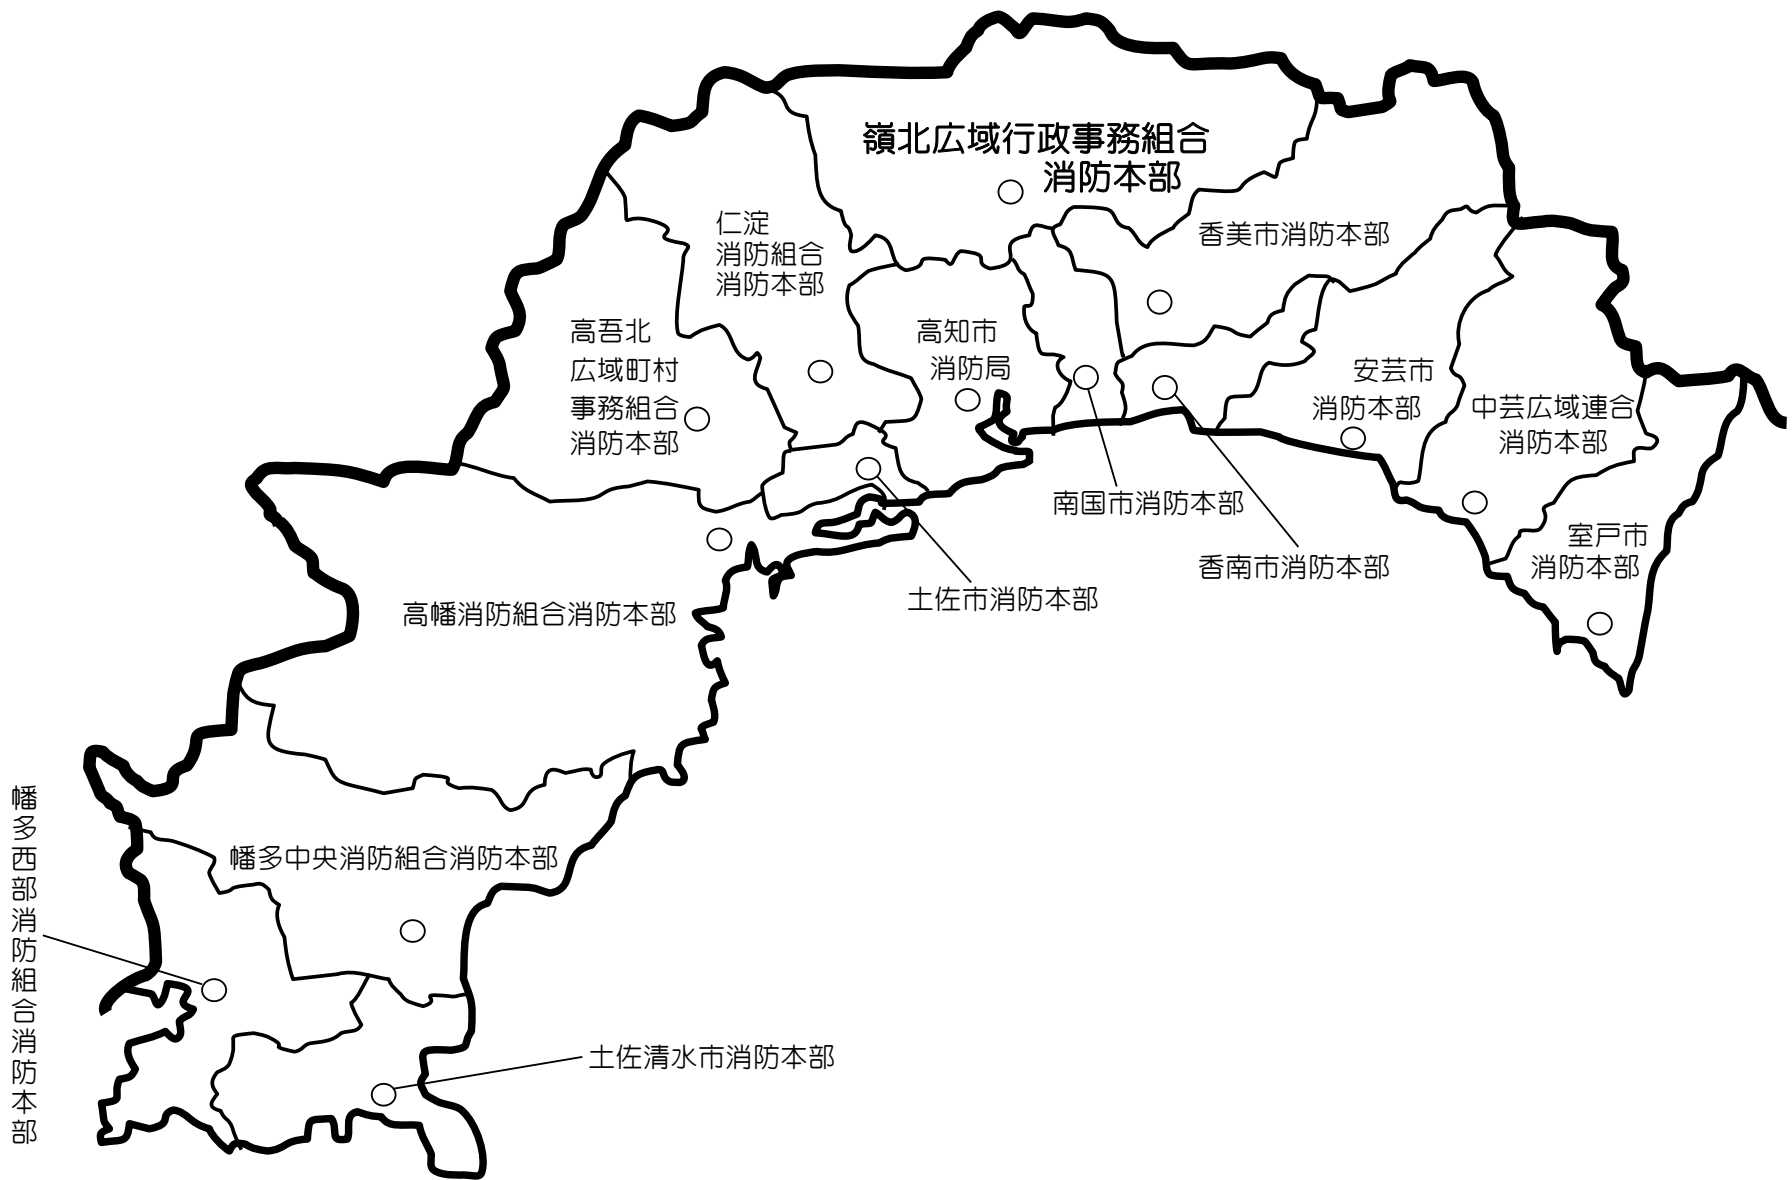 嶺北広域行政事務組合
消防本部
香美市消防本部
仁淀
消防組合
消防本部
高吾北
広域町村
事務組合
消防本部
高知市
消防局
安芸市
消防本部
中芸広域連合
消防本部
南国市消防本部
室戸市
消防本部
香南市消防本部
土佐市消防本部
高幡消防組合消防本部
幡多中央消防組合消防本部
幡多西部消防組合消防本部
土佐清水市消防本部